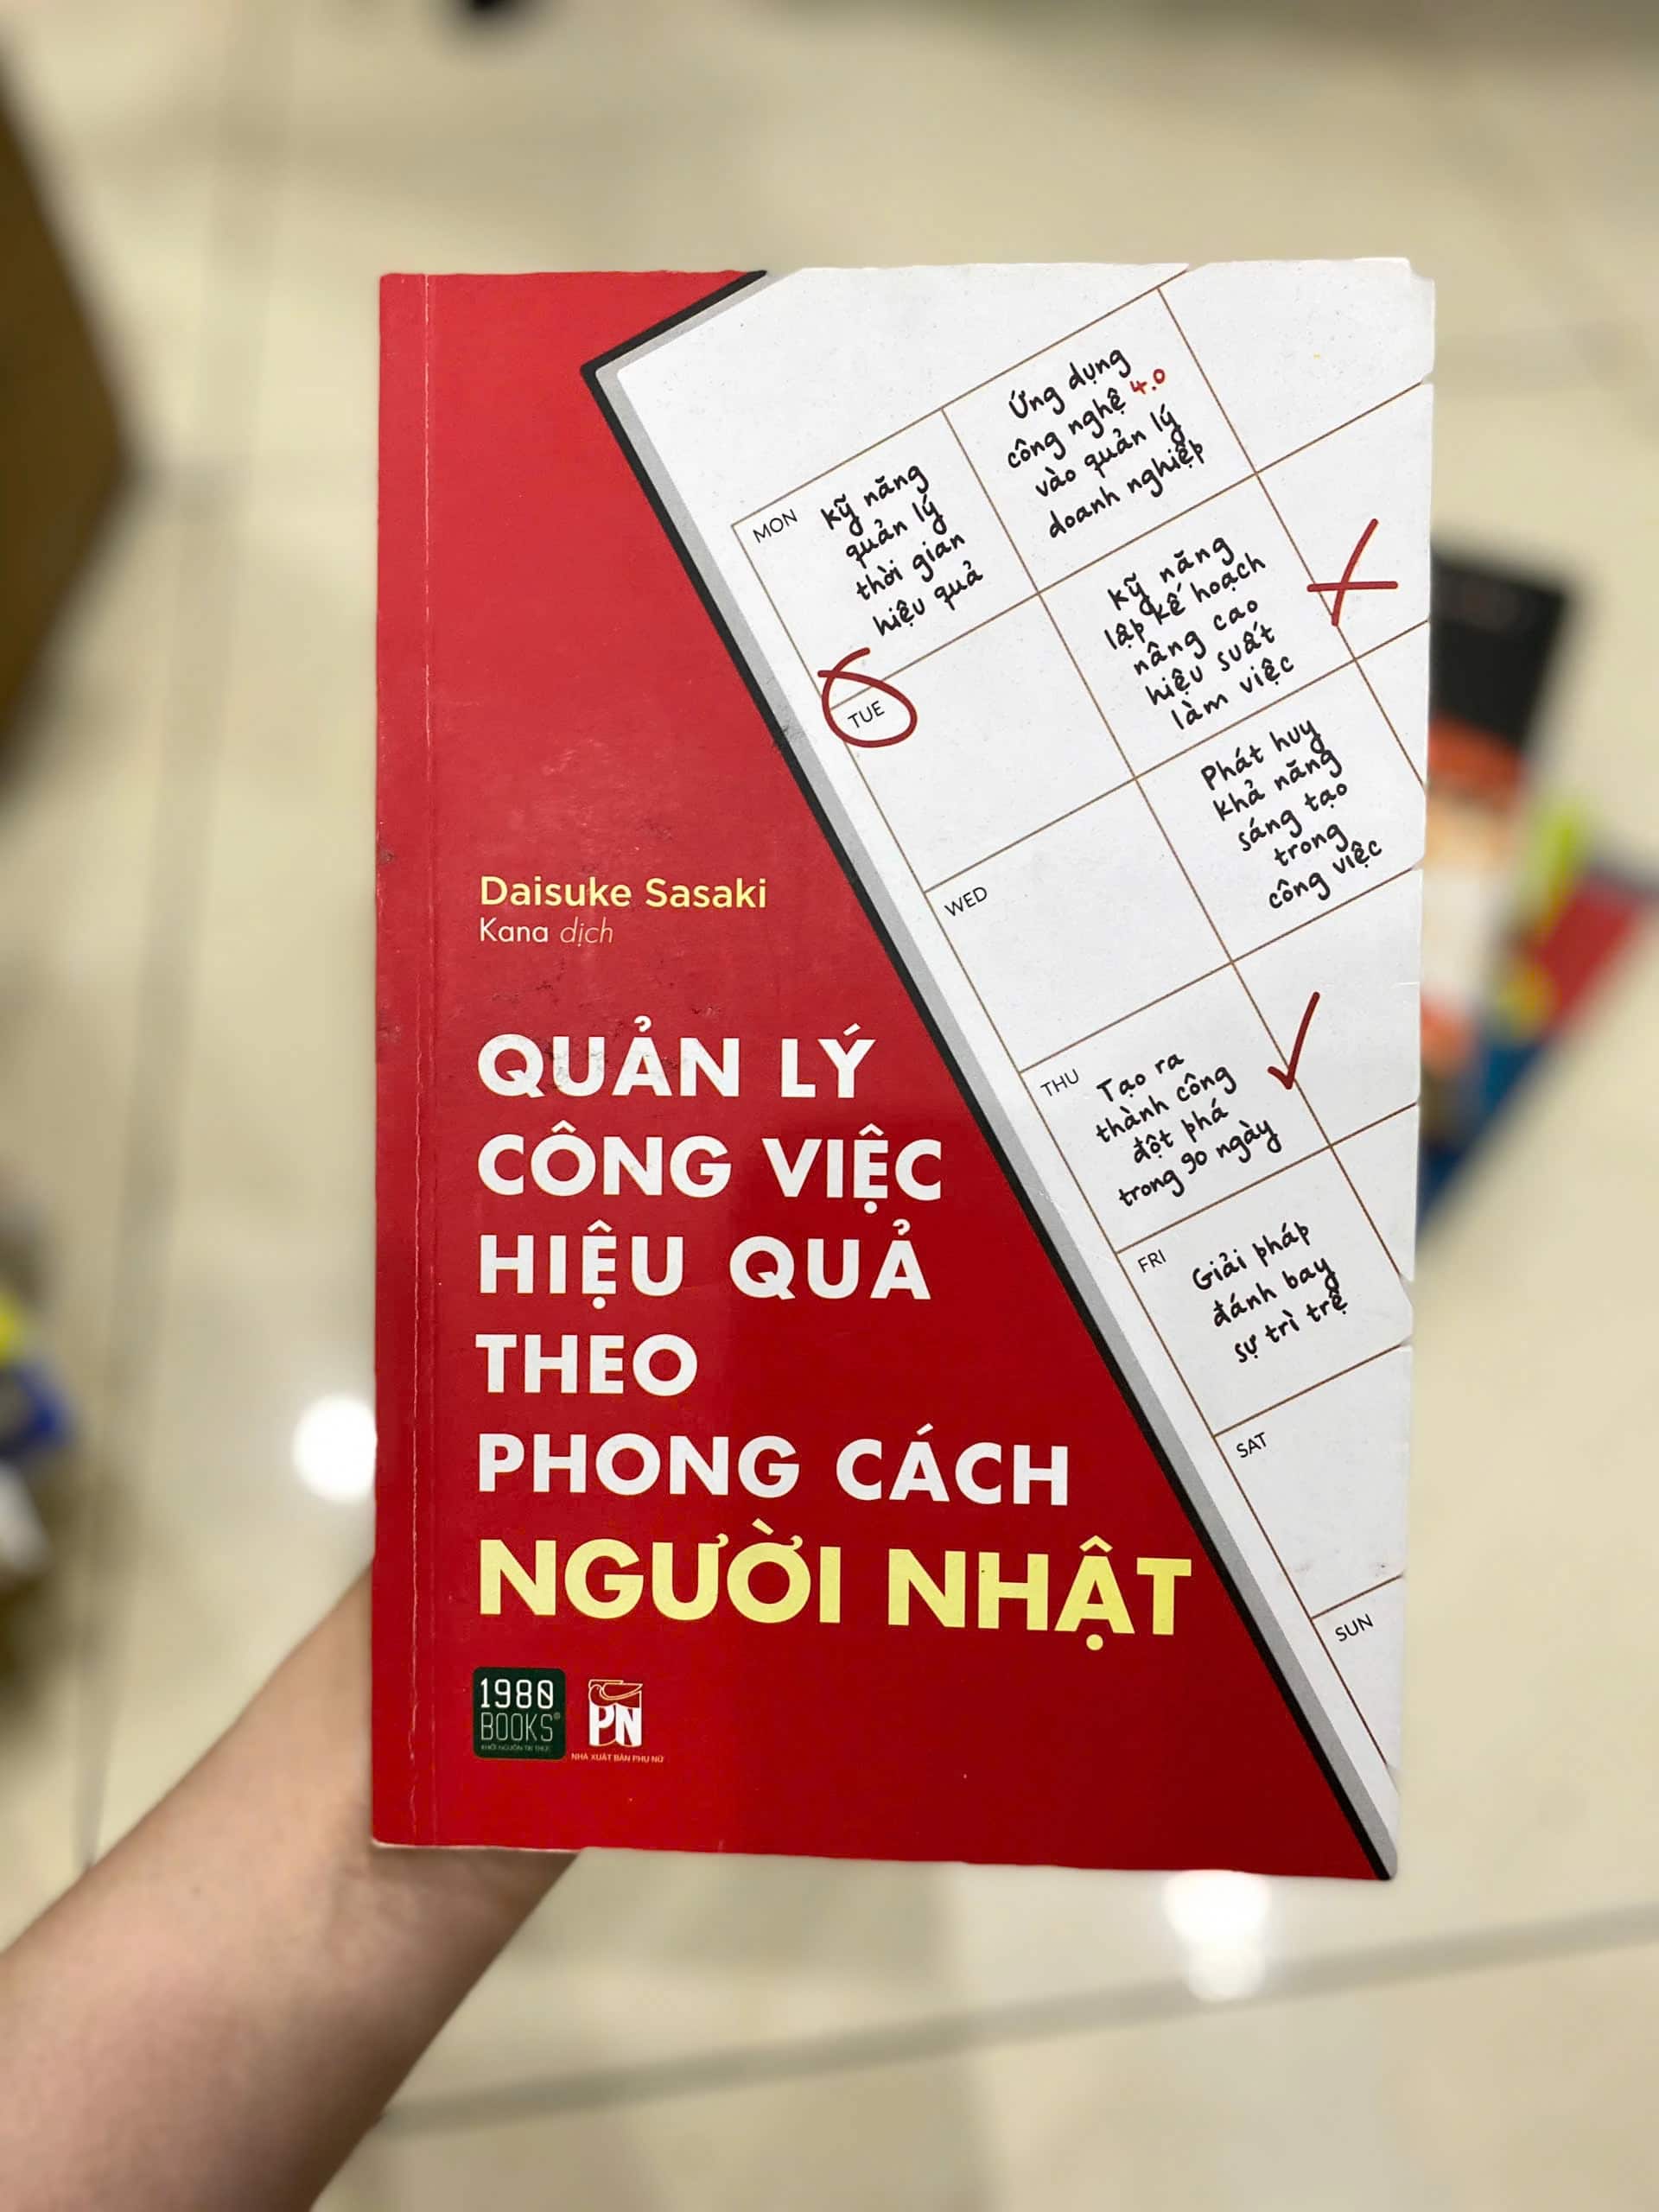 Ứng dụng
công nghệ 4.0
vào quản lý
doanh nghiệp
MON
kỹ năng
quản lý
thời gian
hiệu quả
kỹ năng
lập kế hoạch
nâng cao
hiệu suất
làm việc
TUE
Phát huy
khả năng
sáng tạo
trong
công việc
WED
THU
Tạo ra
thành công
đột phá
trong 90 ngày
FRI
Giải pháp
đánh bay
sự trì trệ
SAT
SUN
Daisuke Sasaki
Kana dịch
QUẢN LÝ
CÔNG VIỆC
HIỆU QUẢ
THEO
PHONG CÁCH
NGƯỜI NHẬT
1980
BOOKS®
KHƠI NGUỒN TRI THỨC
PN
NHÀ XUẤT BẢN PHỤ NỮ